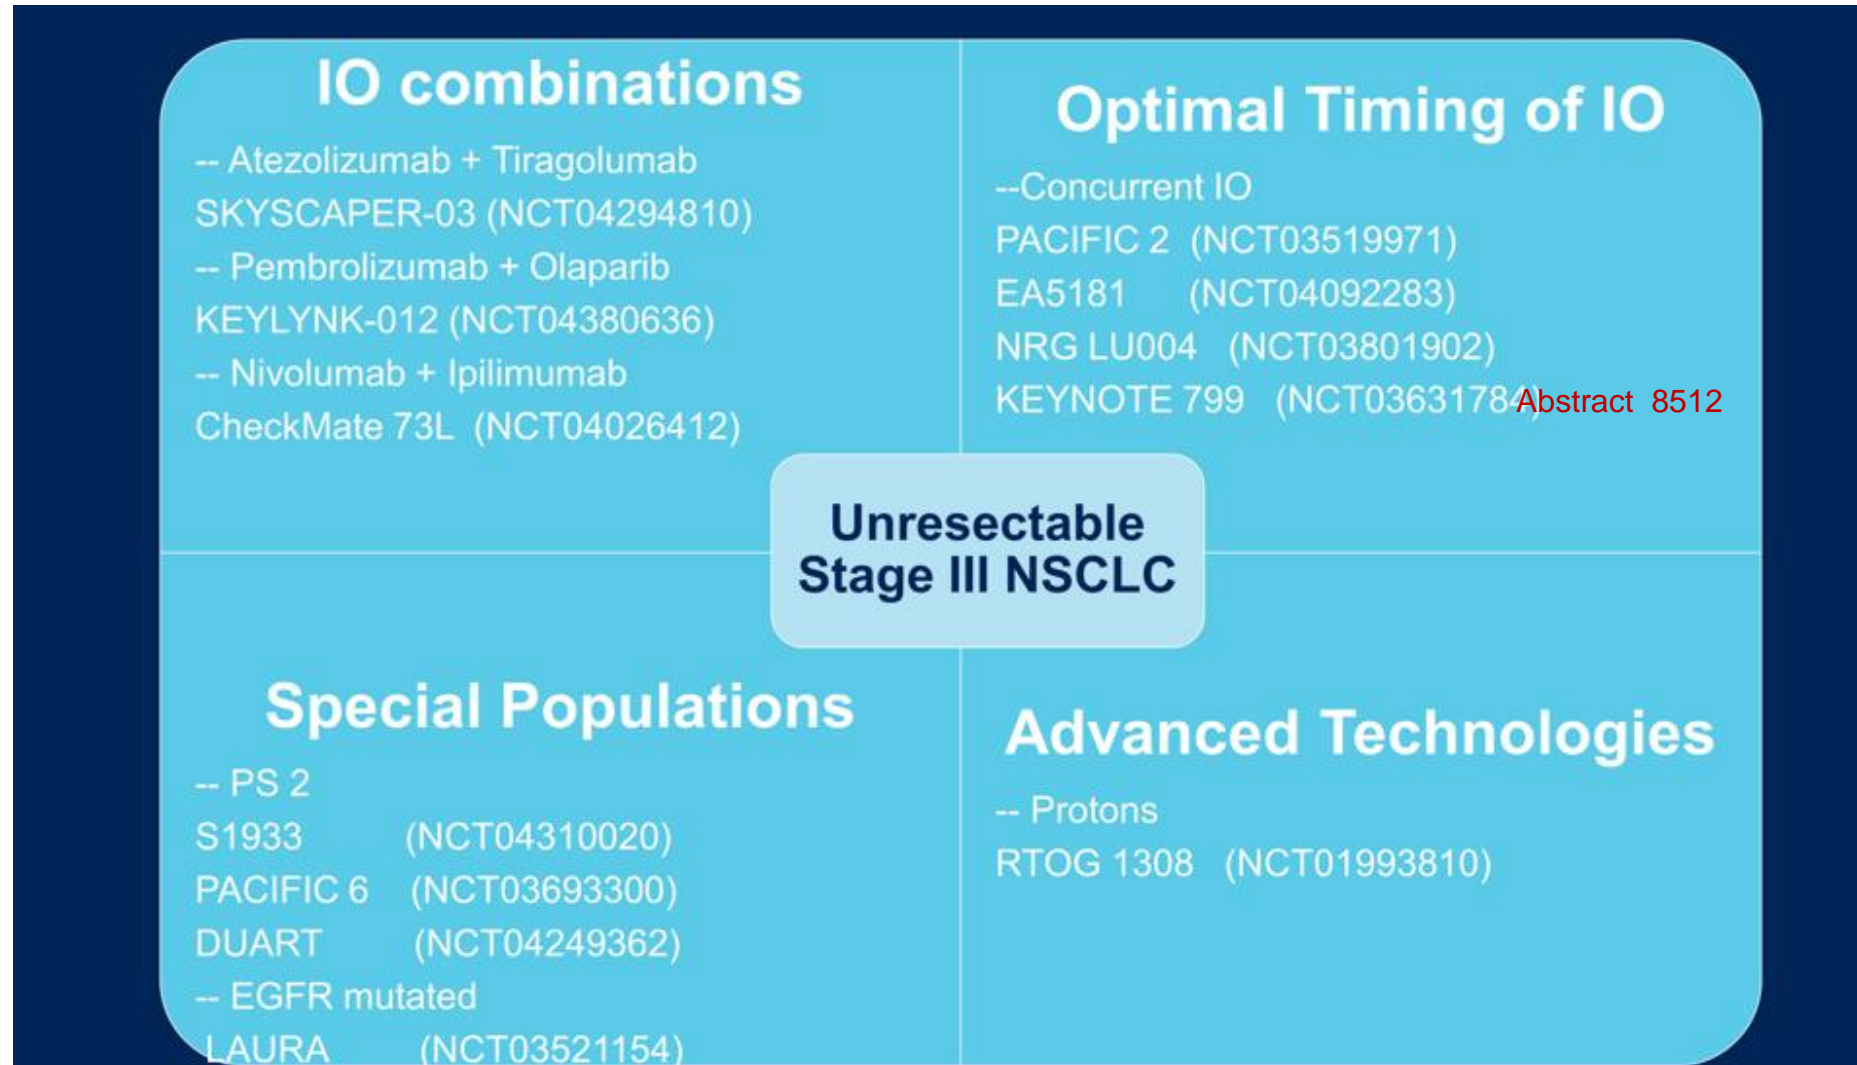 IO combinations
-- Atezolizumab + Tiragolumab
SKYSCAPER-03 (NCT04294810)
-- Pembrolizumab + Olaparib
KEYLYNK-012 (NCT04380636)
-- Nivolumab + Ipilimumab
CheckMate 73L (NCT04026412)
Optimal Timing of IO
--Concurrent IO
PACIFIC 2 (NCT03519971)
EA5181 (NCT04092283)
NRG LU004 (NCT03801902)
KEYNOTE 799 (NCT03631784) Abstract 8512
Unresectable
Stage III NSCLC
Special Populations
-- PS 2
S1933 (NCT04310020)
PACIFIC 6 (NCT03693300)
DUART (NCT04249362)
-- EGFR mutated
LAURA (NCT03521154)
Advanced Technologies
-- Protons
RTOG 1308 (NCT01993810)